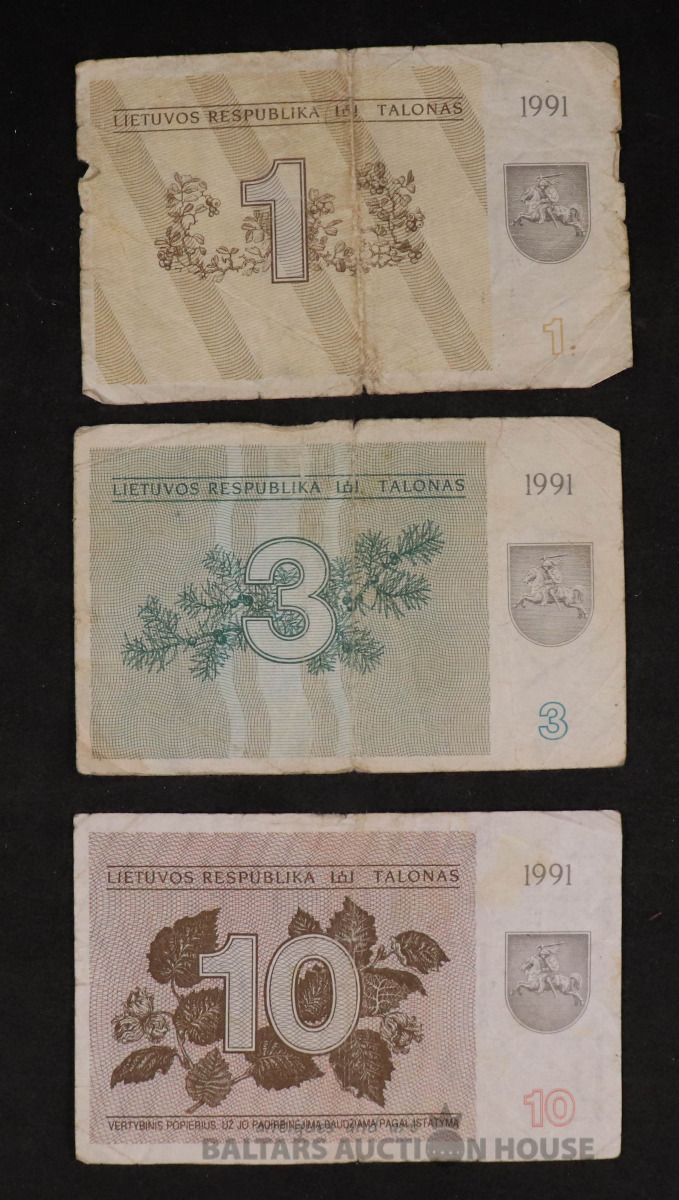 LIETUVOS RESPUBLIKA TALONAS
1991
1
1
LIETUVOS RESPUBLIKA TALONAS
1991
3
3
LIETUVOS RESPUBLIKA TALONAS
1991
10
10
VERTYBINIS POPIERIUS. UŽ JO PADIRBINĖJIMĄ BAUDŽIAMA PAGAL ĮSTATYMĄ
BALTARS AUCTION HOUSE